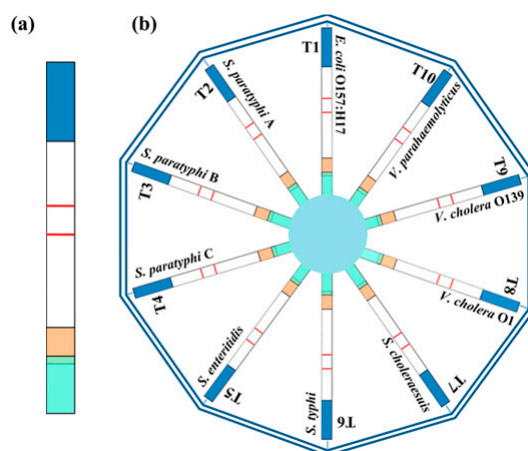 (a)
(b)
T1
E. coli O157:H17
T2
S. paratyphi A
T3
S. paratyphi B
T4
S. paratyphi C
T5
S. enteritidis
T6
S. typhi
T7
S. choleraesuis
T8
V. cholera O1
T9
V. cholera O139
T10
V. parahaemolyticus